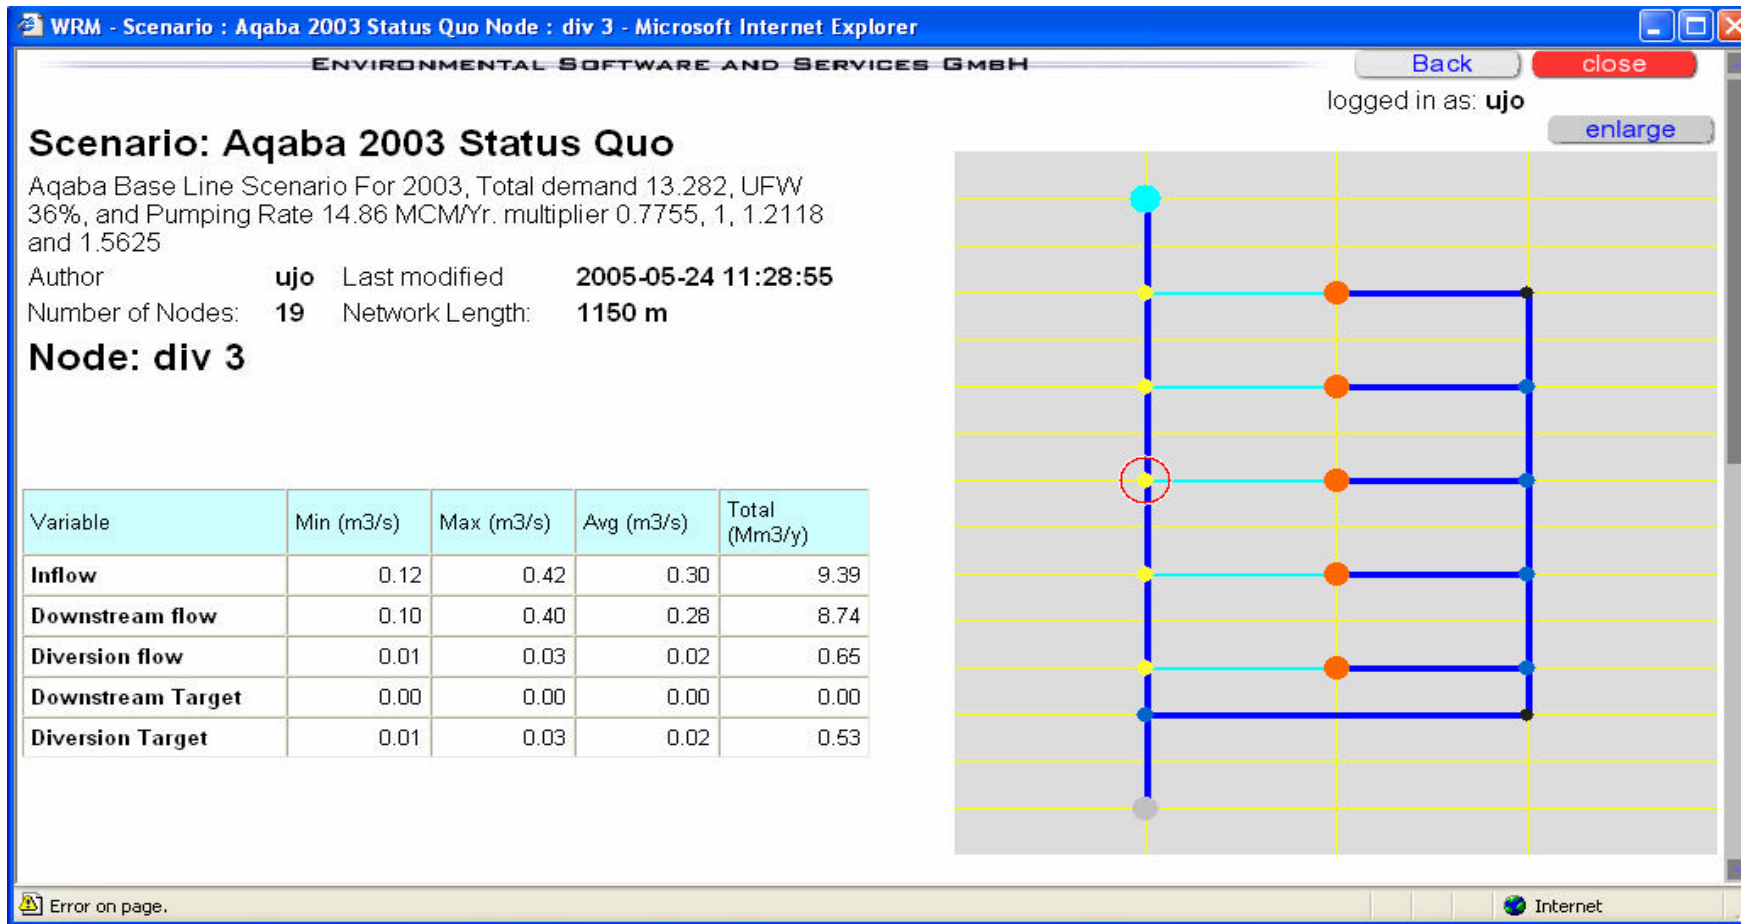 WRM - Scenario : Aqaba 2003 Status Quo Node : div 3 - Microsoft Internet Explorer
ENVIRONMENTAL SOFTWARE AND SERVICES GMBH
Back close
logged in as: ujo
enlarge
Scenario: Aqaba 2003 Status Quo
Aqaba Base Line Scenario For 2003, Total demand 13.282, UFW
36%, and Pumping Rate 14.86 MCM/Yr. multiplier 0.7755, 1, 1.2118
and 1.5625
Author ujo Last modified 2005-05-24 11:28:55
Number of Nodes: 19 Network Length: 1150 m
Node: div 3
Variable Min (m3/s) Max (m3/s) Avg (m3/s) Total (Mm3/y)
Inflow 0.12 0.42 0.30 9.39
Downstream flow 0.10 0.40 0.28 8.74
Diversion flow 0.01 0.03 0.02 0.65
Downstream Target 0.00 0.00 0.00 0.00
Diversion Target 0.01 0.03 0.02 0.53
Error on page. Internet